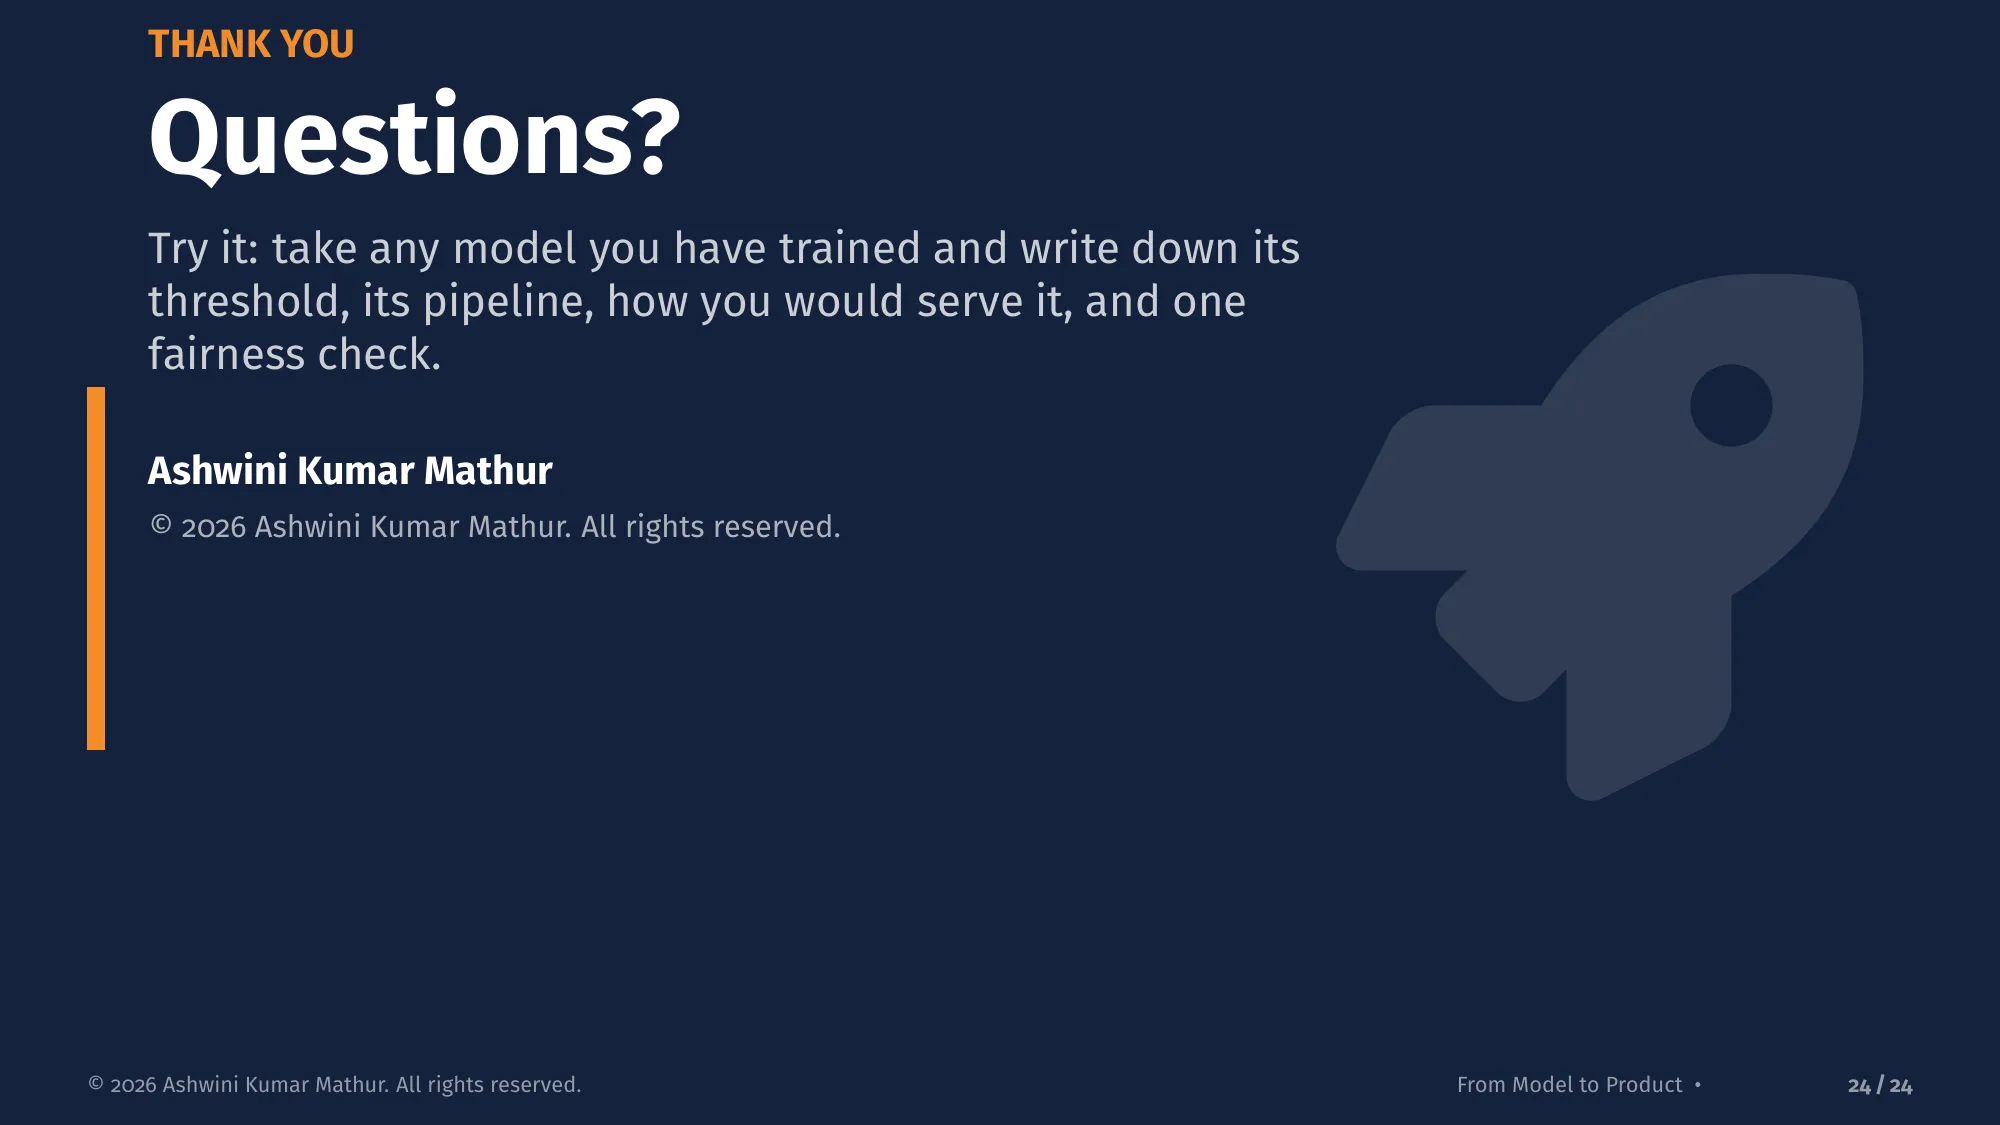 THANK YOU
Questions?
Try it: take any model you have trained and write down its
threshold, its pipeline, how you would serve it, and one
fairness check.
Ashwini Kumar Mathur
© 2026 Ashwini Kumar Mathur. All rights reserved.
© 2026 Ashwini Kumar Mathur. All rights reserved.
From Model to Product •
24 / 24